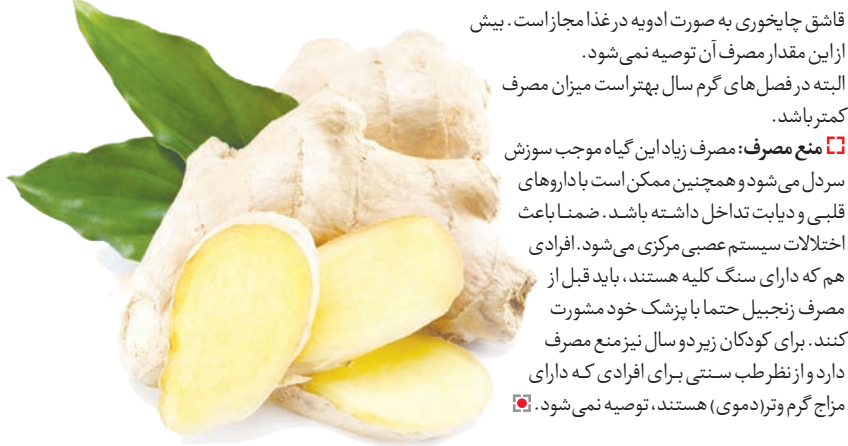 قاشق چایخوری به صورت ادویه در غذا مجاز است. بیش
از این مقدار مصرف آن توصیه نمی‌شود.
البته در فصل‌های گرم سال بهتر است میزان مصرف
کمتر باشد.
منع مصرف: مصرف زیاد این گیاه موجب سوزش
سردل می‌شود و همچنین ممکن است با داروهای
قلبی و دیابت تداخل داشته باشد. ضمنا باعث
اختلالات سیستم عصبی مرکزی می‌شود. افرادی
هم که دارای سنگ کلیه هستند، باید قبل از
مصرف زنجبیل حتما با پزشک خود مشورت
کنند. برای کودکان زیر دو سال نیز منع مصرف
دارد و از نظر طب سنتی برای افرادی که دارای
مزاج گرم وتر(دموی) هستند، توصیه نمی‌شود.